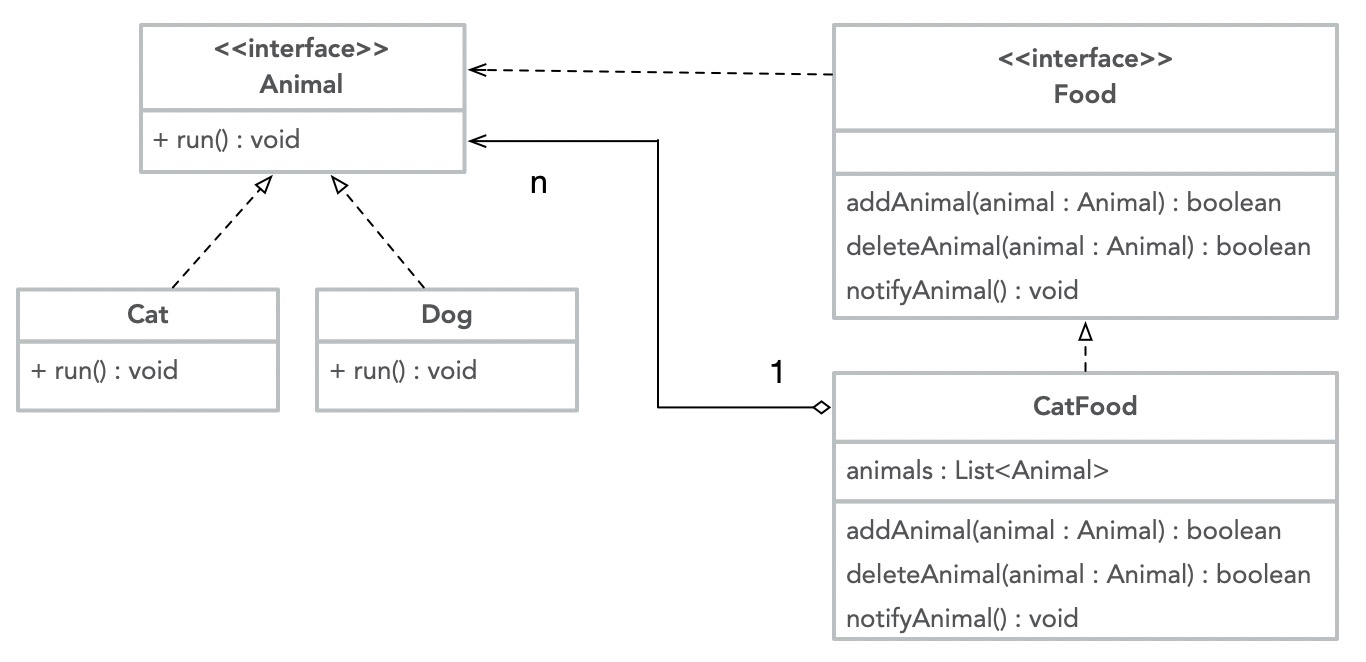 <<interface>>
Animal
+ run() : void
n
Cat
+ run() : void
Dog
+ run() : void
<<interface>>
Food
addAnimal(animal : Animal) : boolean
deleteAnimal(animal : Animal) : boolean
notifyAnimal() : void
1
CatFood
animals : List<Animal>
addAnimal(animal : Animal) : boolean
deleteAnimal(animal : Animal) : boolean
notifyAnimal() : void